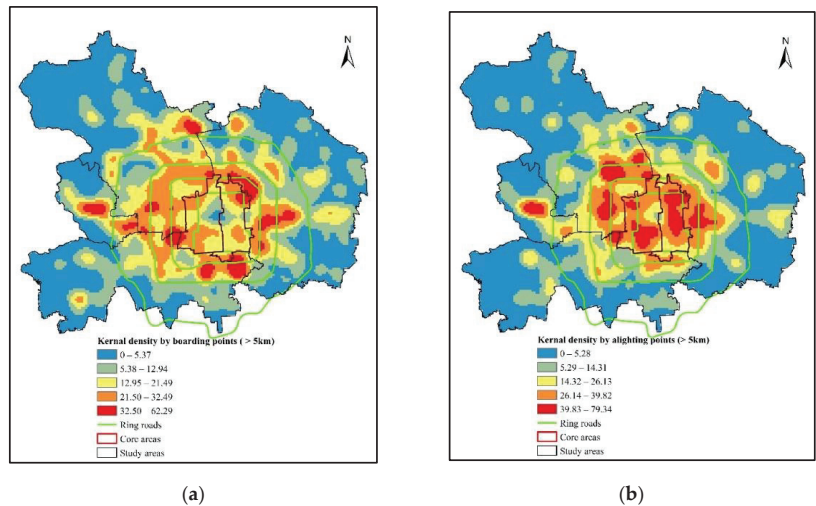 N
Kernal density by boarding points ( > 5km)
0 – 5.37
5.38 – 12.94
12.95 – 21.49
21.50 – 32.49
32.50 – 62.29
Ring roads
Core areas
Study areas
(a)
N
Kernal density by alighting points (> 5km)
0 – 5.28
5.29 – 14.31
14.32 – 26.13
26.14 – 39.82
39.83 – 79.34
Ring roads
Core areas
Study areas
(b)